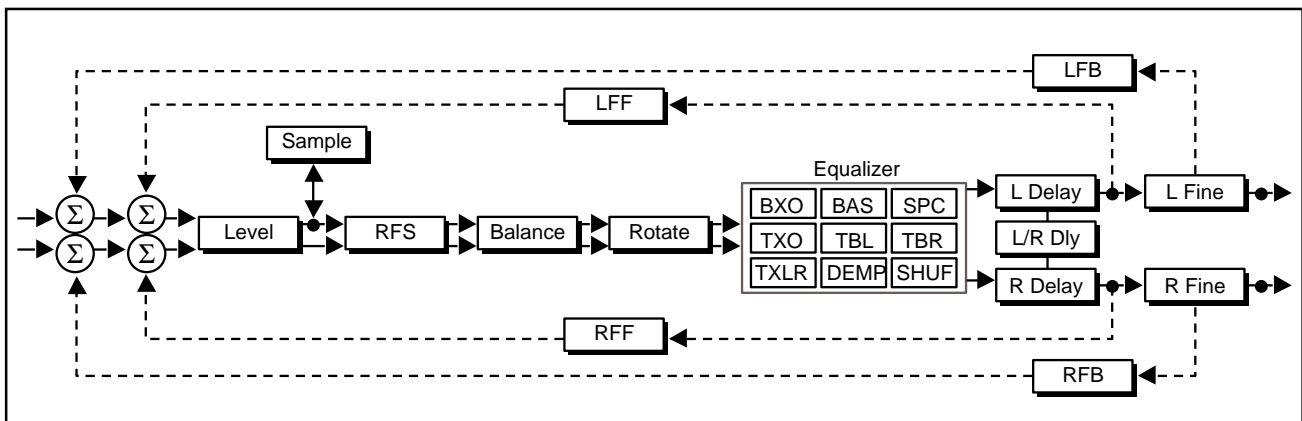 LFB
LFF
Sample
Equalizer
Σ Σ
Level
RFS
Balance
Rotate
BXO BAS SPC
TXO TBL TBR
TXLR DEMP SHUF
L Delay
L Fine
L/R Dly
Σ Σ
R Delay
R Fine
RFF
RFB